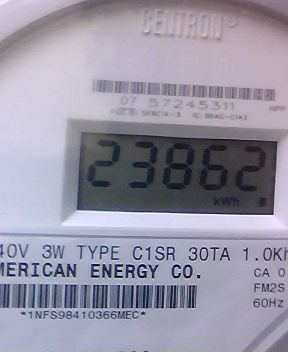 CENTRON®
07 57245311
23862
kWh
40V 3W TYPE C1SR 30TA 1.0Kh
MERICAN ENERGY CO.
CA 0
FM2S
60Hz
*1NFS98410366MEC*